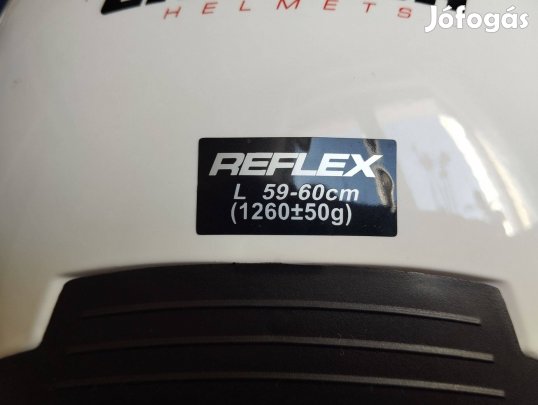 Jófogás
HELMETS
REFLEX
L 59-60cm
(1260±50g)